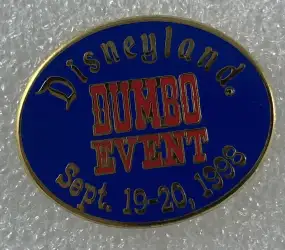 Disneyland.
DUMBO
EVENT
Sept. 19-20, 1998